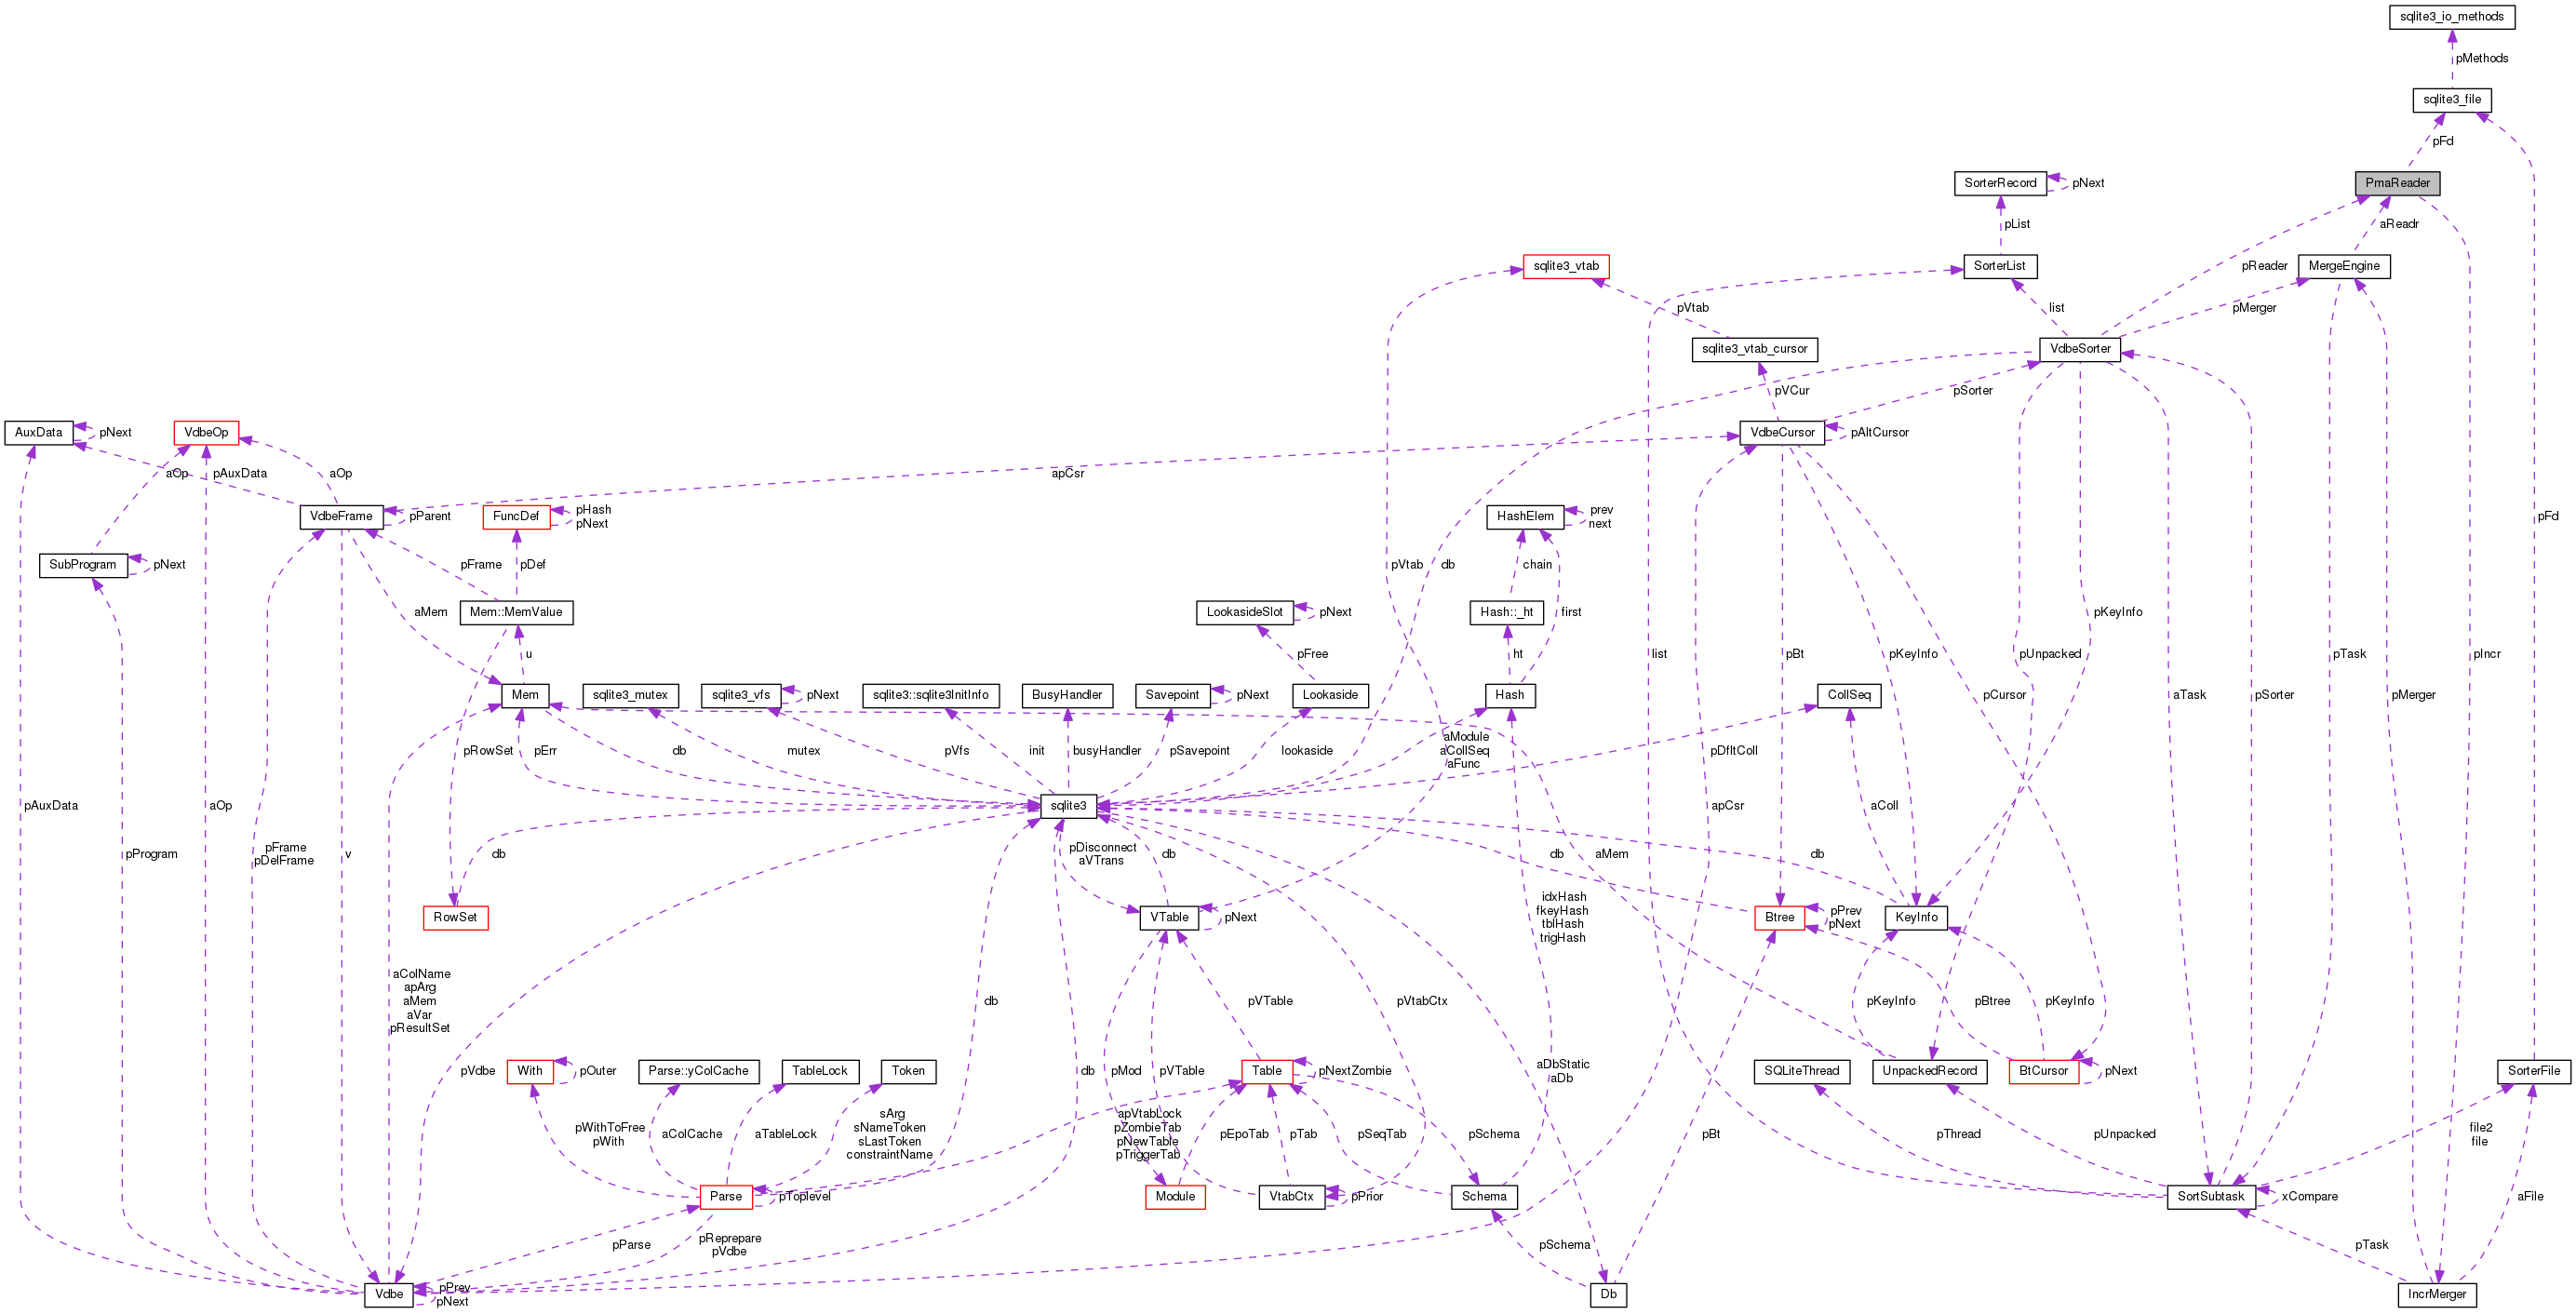 sqlite3_io_methods
pMethods
sqlite3_file
pFd
SorterRecord
pNext
PmaReader
pList
aReadr
sqlite3_vtab
SorterList
pReader
MergeEngine
pVtab
list
pMerger
sqlite3_vtab_cursor
VdbeSorter
pVCur
pSorter
AuxData
pNext
VdbeOp
VdbeCursor
pAltCursor
aOp
pAuxData
aOp
apCsr
VdbeFrame
pParent
FuncDef
pHash
pNext
HashElem
prev
next
pFd
SubProgram
pNext
pFrame
pDef
pVtab
db
chain
aMem
Mem::MemValue
LookasideSlot
pNext
Hash::_ht
first
pKeyInfo
u
pFree
ht
list
pBt
pKeyInfo
pUnpacked
pTask
pIncr
Mem
sqlite3_mutex
sqlite3_vfs
pNext
sqlite3::sqlite3InitInfo
BusyHandler
Savepoint
pNext
Lookaside
Hash
CollSeq
pCursor
aTask
pSorter
pMerger
pRowSet
pErr
db
mutex
pVfs
init
busyHandler
pSavepoint
lookaside
aModule
aCollSeq
aFunc
pDfltColl
pAuxData
aOp
sqlite3
apCsr
aColl
pProgram
pFrame
pDelFrame
v
db
pDisconnect
aVTrans
db
aMem
db
db
RowSet
VTable
pNext
idxHash
fkeyHash
tblHash
trigHash
Btree
pPrev
pNext
KeyInfo
aColName
apArg
aMem
aVar
pResultSet
db
pVTable
pVtabCtx
pKeyInfo
pBtree
pKeyInfo
pVdbe
With
pOuter
Parse::yColCache
TableLock
Token
db
pMod
pVTable
Table
pNextZombie
aDbStatic
aDb
SQLiteThread
UnpackedRecord
BtCursor
pNext
SorterFile
pWithToFree
pWith
aColCache
aTableLock
sArg
sNameToken
sLastToken
constraintName
apVtabLock
pZombieTab
pNewTable
pTriggerTab
pEpoTab
pTab
pSeqTab
pSchema
pBt
pThread
pUnpacked
file2
file
Parse
pToplevel
Module
VtabCtx
pPrior
Schema
SortSubtask
xCompare
aFile
pParse
pReprepare
pVdbe
pSchema
pTask
Vdbe
pPrev
pNext
Db
IncrMerger